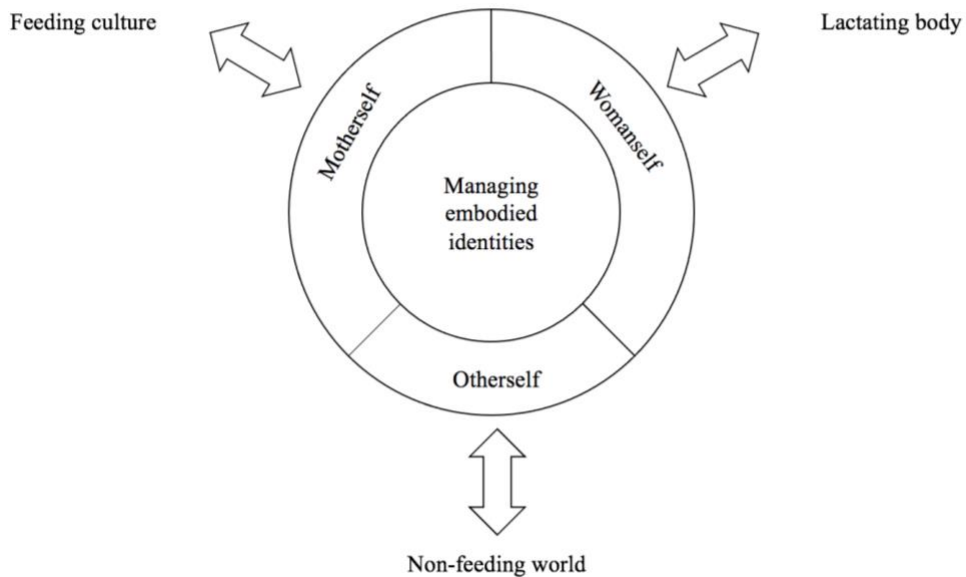 Feeding culture
Lactating body
Motherself
Womanself
Managing
embodied
identities
Otherself
Non-feeding world